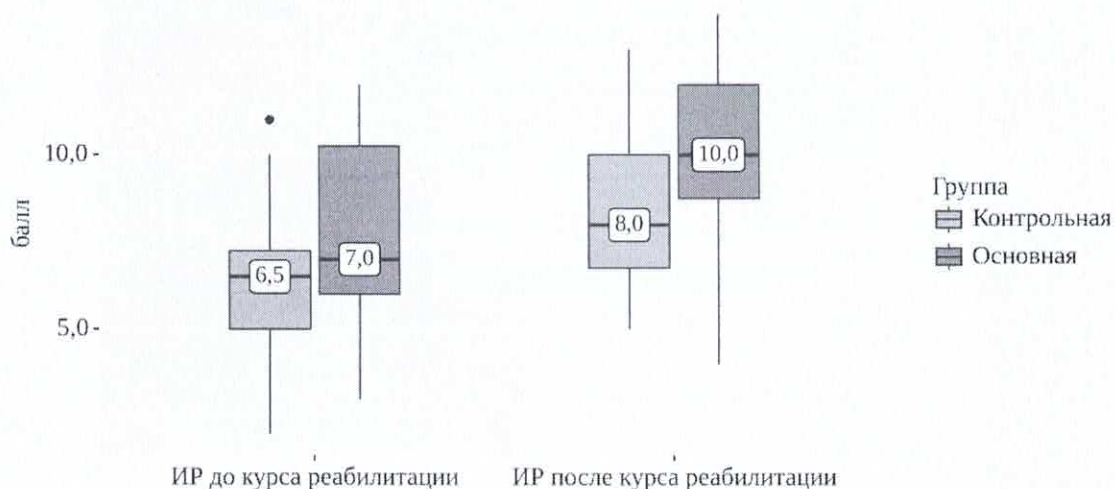 10,0
5,0
балл
6,5
7,0
8,0
10,0
ИР до курса реабилитации
ИР после курса реабилитации
Группа
Контрольная
Основная